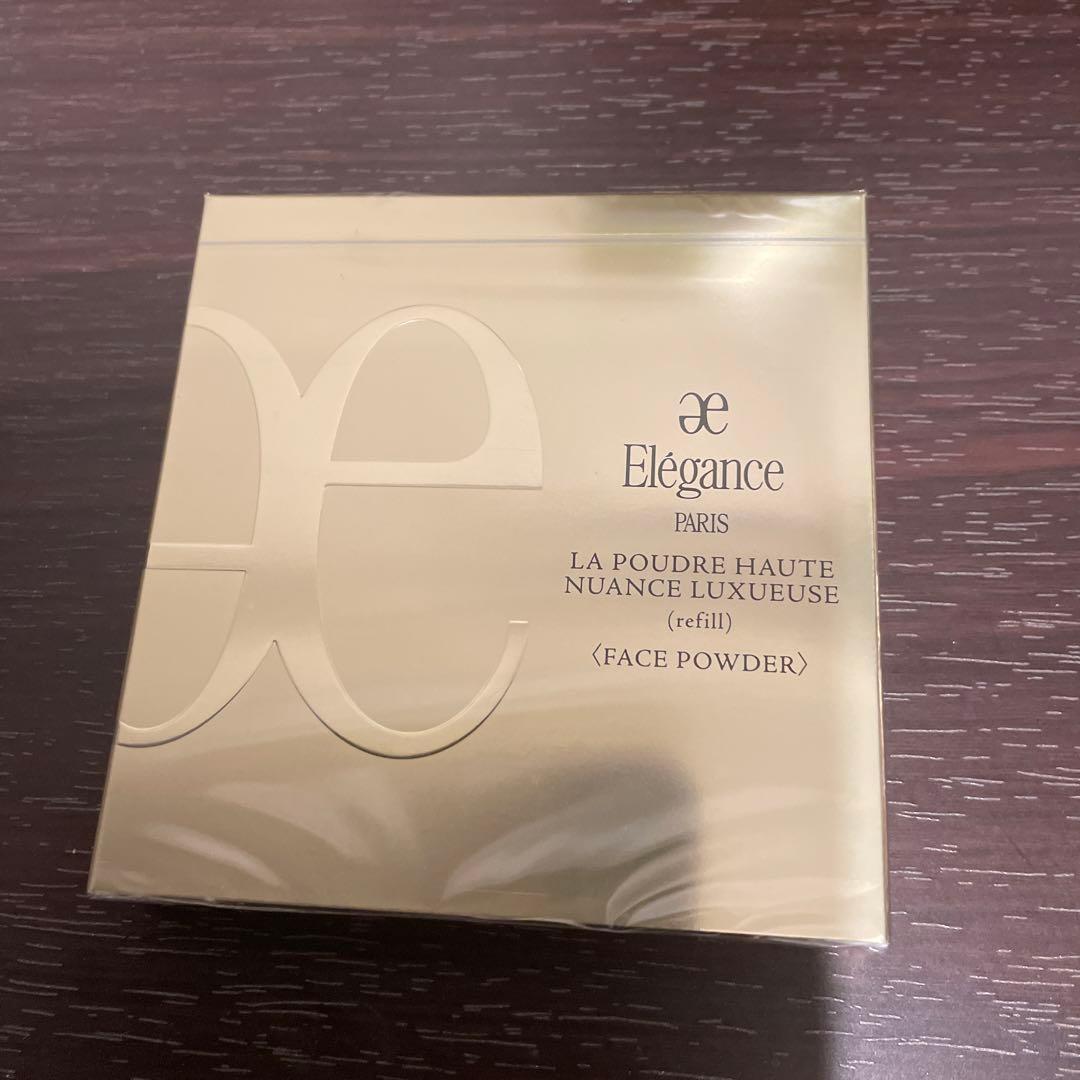 Elégance
PARIS
LA POUDRE HAUTE
NUANCE LUXUEUSE
(refill)
〈FACE POWDER〉